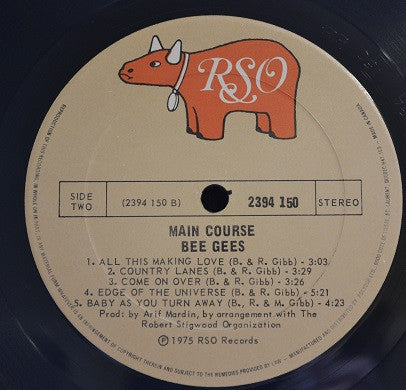 RSO
SIDE
TWO
(2394 150 B)
2394 150
STEREO
MAIN COURSE
BEE GEES
1. ALL THIS MAKING LOVE (B. & R. Gibb) - 3:03
2. COUNTRY LANES (B. & R. Gibb) - 3:29
3. COME ON OVER (B. & R. Gibb) - 3:26
4. EDGE OF THE UNIVERSE (B. & R. Gibb) - 5:21
5. BABY AS YOU TURN AWAY (B., R. & M. Gibb) - 4:23
Prod: by Arif Mardin, by arrangement with The
Robert Stigwood Organization
Ⓟ 1975 RSO Records